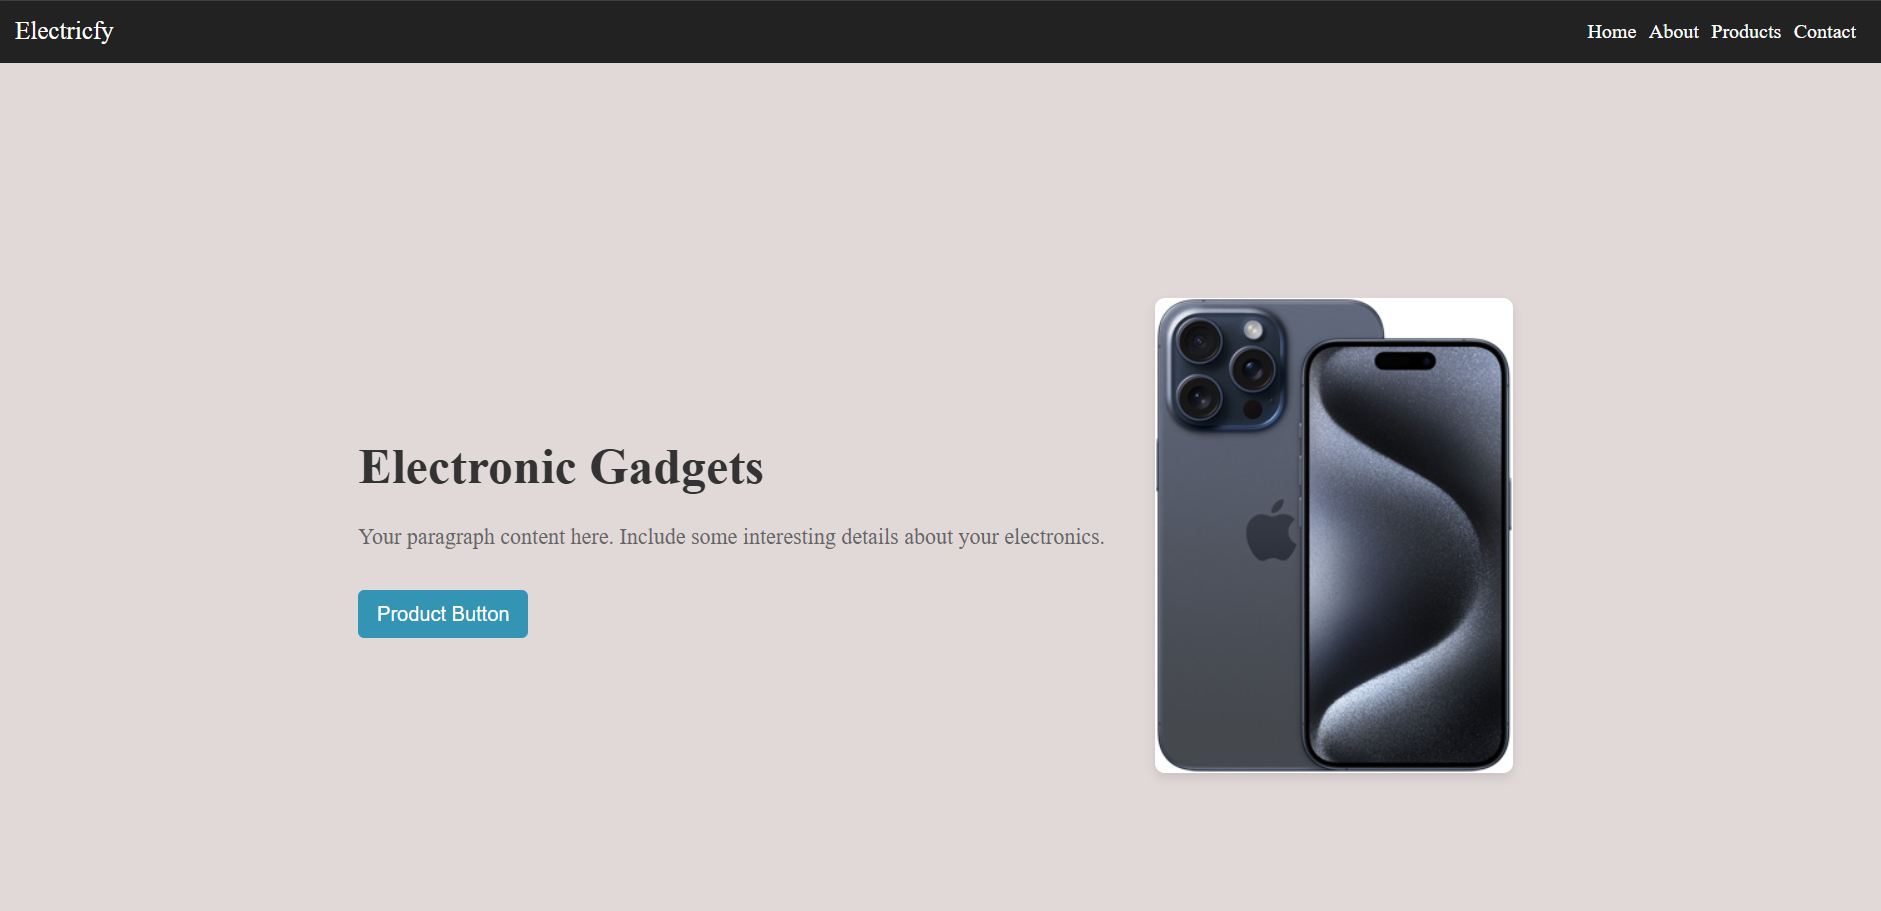 Electricfy
Home About Products Contact
Electronic Gadgets
Your paragraph content here. Include some interesting details about your electronics.
Product Button